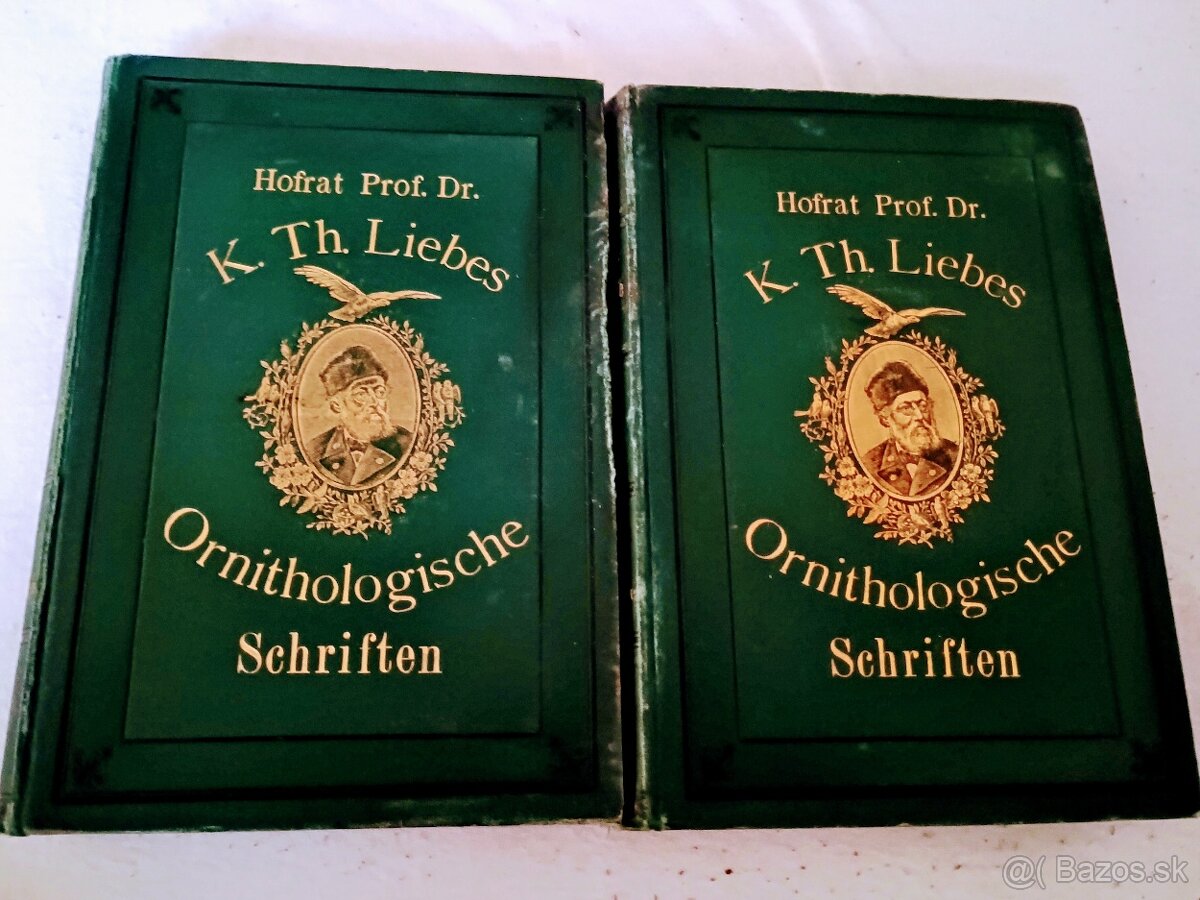 Hofrat Prof. Dr.
K. Th. Liebes
Ornithologische
Schriften
Hofrat Prof. Dr.
K. Th. Liebes
Ornithologische
Schriften
@( Bazos.sk